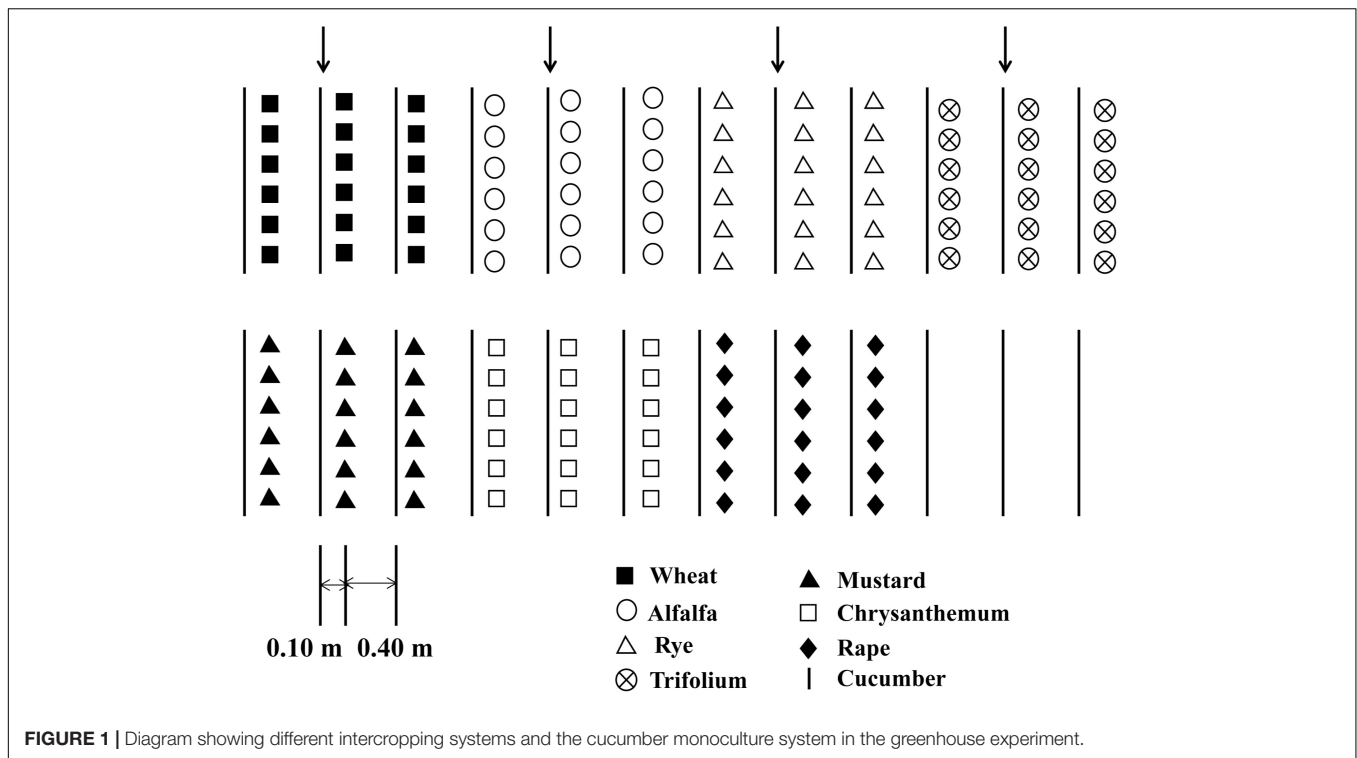 0.10 m 0.40 m
Wheat
Alfalfa
Rye
Trifolium
Mustard
Chrysanthemum
Rape
Cucumber
FIGURE 1 | Diagram showing different intercropping systems and the cucumber monoculture system in the greenhouse experiment.